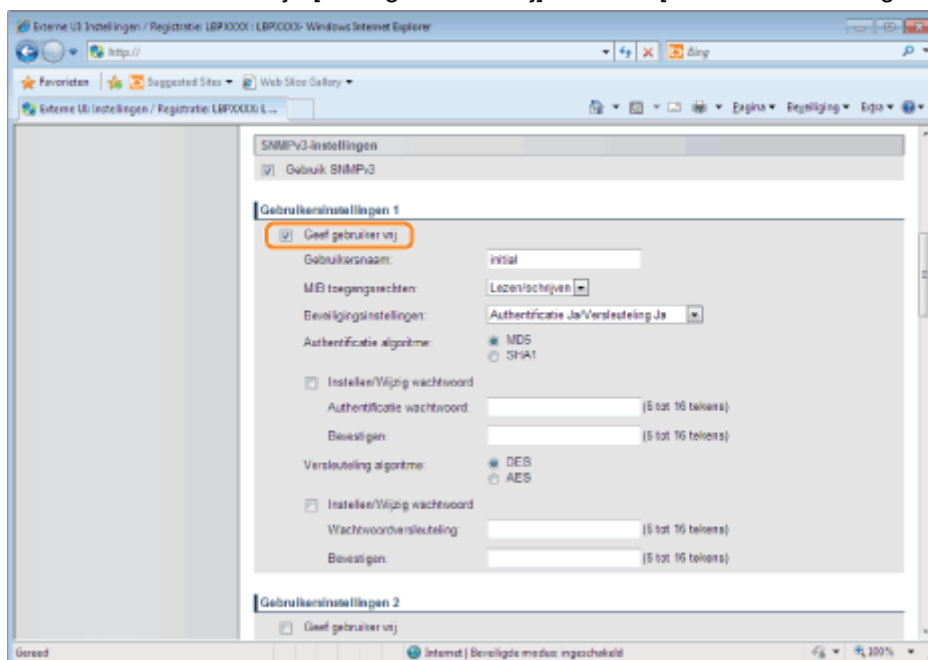 Externe UI: Instellingen / Registratie: LBPXXXX : LBPXXXX - Windows Internet Explorer
http://
Bing
Favorieten
Suggested Sites
Web Slice Gallery
Externe UI: Instellingen / Registratie: LBPXXXX: L ...
Pagina
Beveiliging
Extra
SNMPv3-instellingen
Gebruik SNMPv3
Gebruikersinstellingen 1
Geef gebruiker vrij
Gebruikersnaam:
initial
MIB toegangsrechten:
Lezen/schrijven
Beveiligingsinstellingen:
Authentificatie Ja/Versleuteling Ja
Authentificatie algoritme:
MD5
SHA1
Instellen/Wijzig wachtwoord
Authentificatie wachtwoord:
(6 tot 16 tekens)
Bevestigen:
(6 tot 16 tekens)
Versleuteling algoritme:
DES
AES
Instellen/Wijzig wachtwoord
Wachtwoordversleuteling:
(6 tot 16 tekens)
Bevestigen:
(6 tot 16 tekens)
Gebruikersinstellingen 2
Geef gebruiker vrij
Gereed
Internet | Beveiligde modus: ingeschakeld
100%